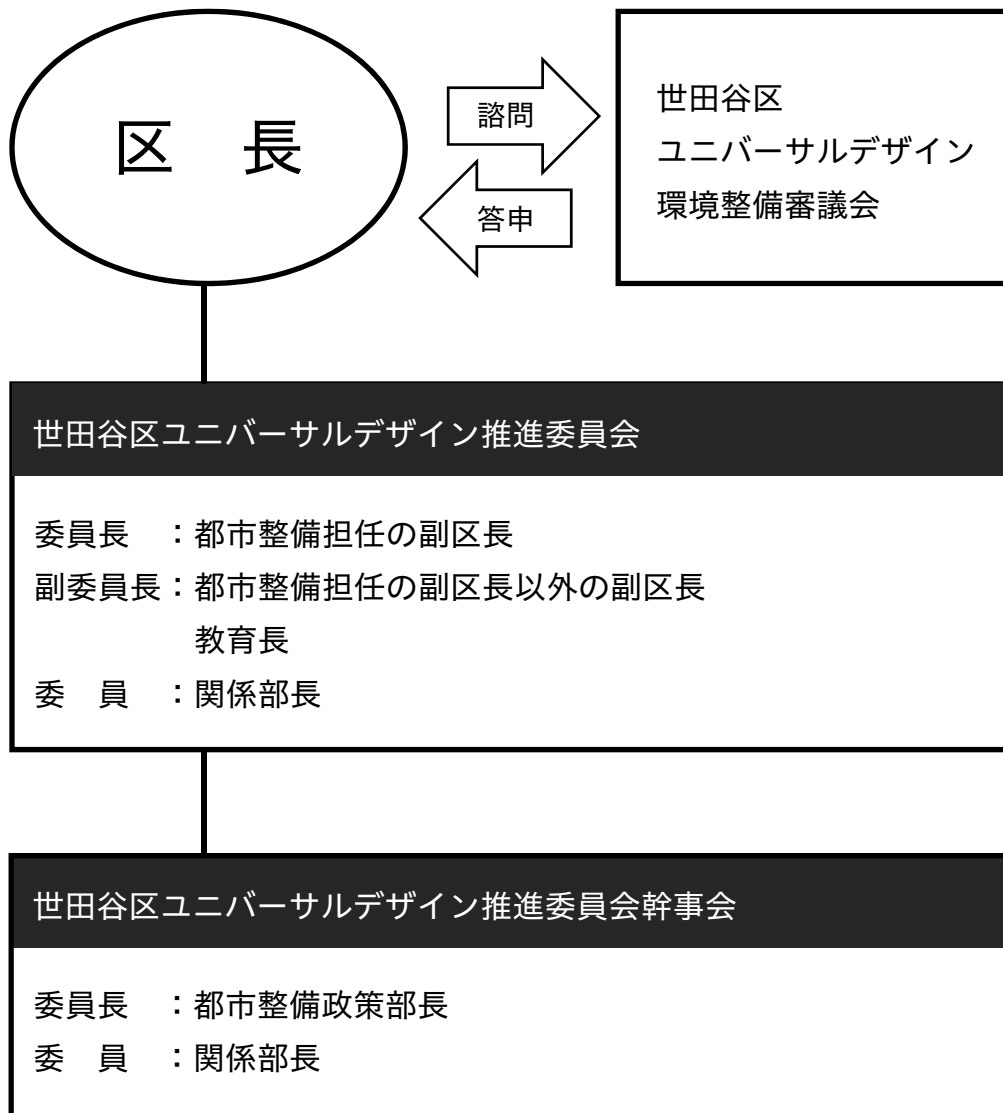 区　長
諮問
答申
世田谷区
ユニバーサルデザイン
環境整備審議会
世田谷区ユニバーサルデザイン推進委員会
委員長　：都市整備担任の副区長
副委員長：都市整備担任の副区長以外の副区長
教育長
委　員　：関係部長
世田谷区ユニバーサルデザイン推進委員会幹事会
委員長　：都市整備政策部長
委　員　：関係部長